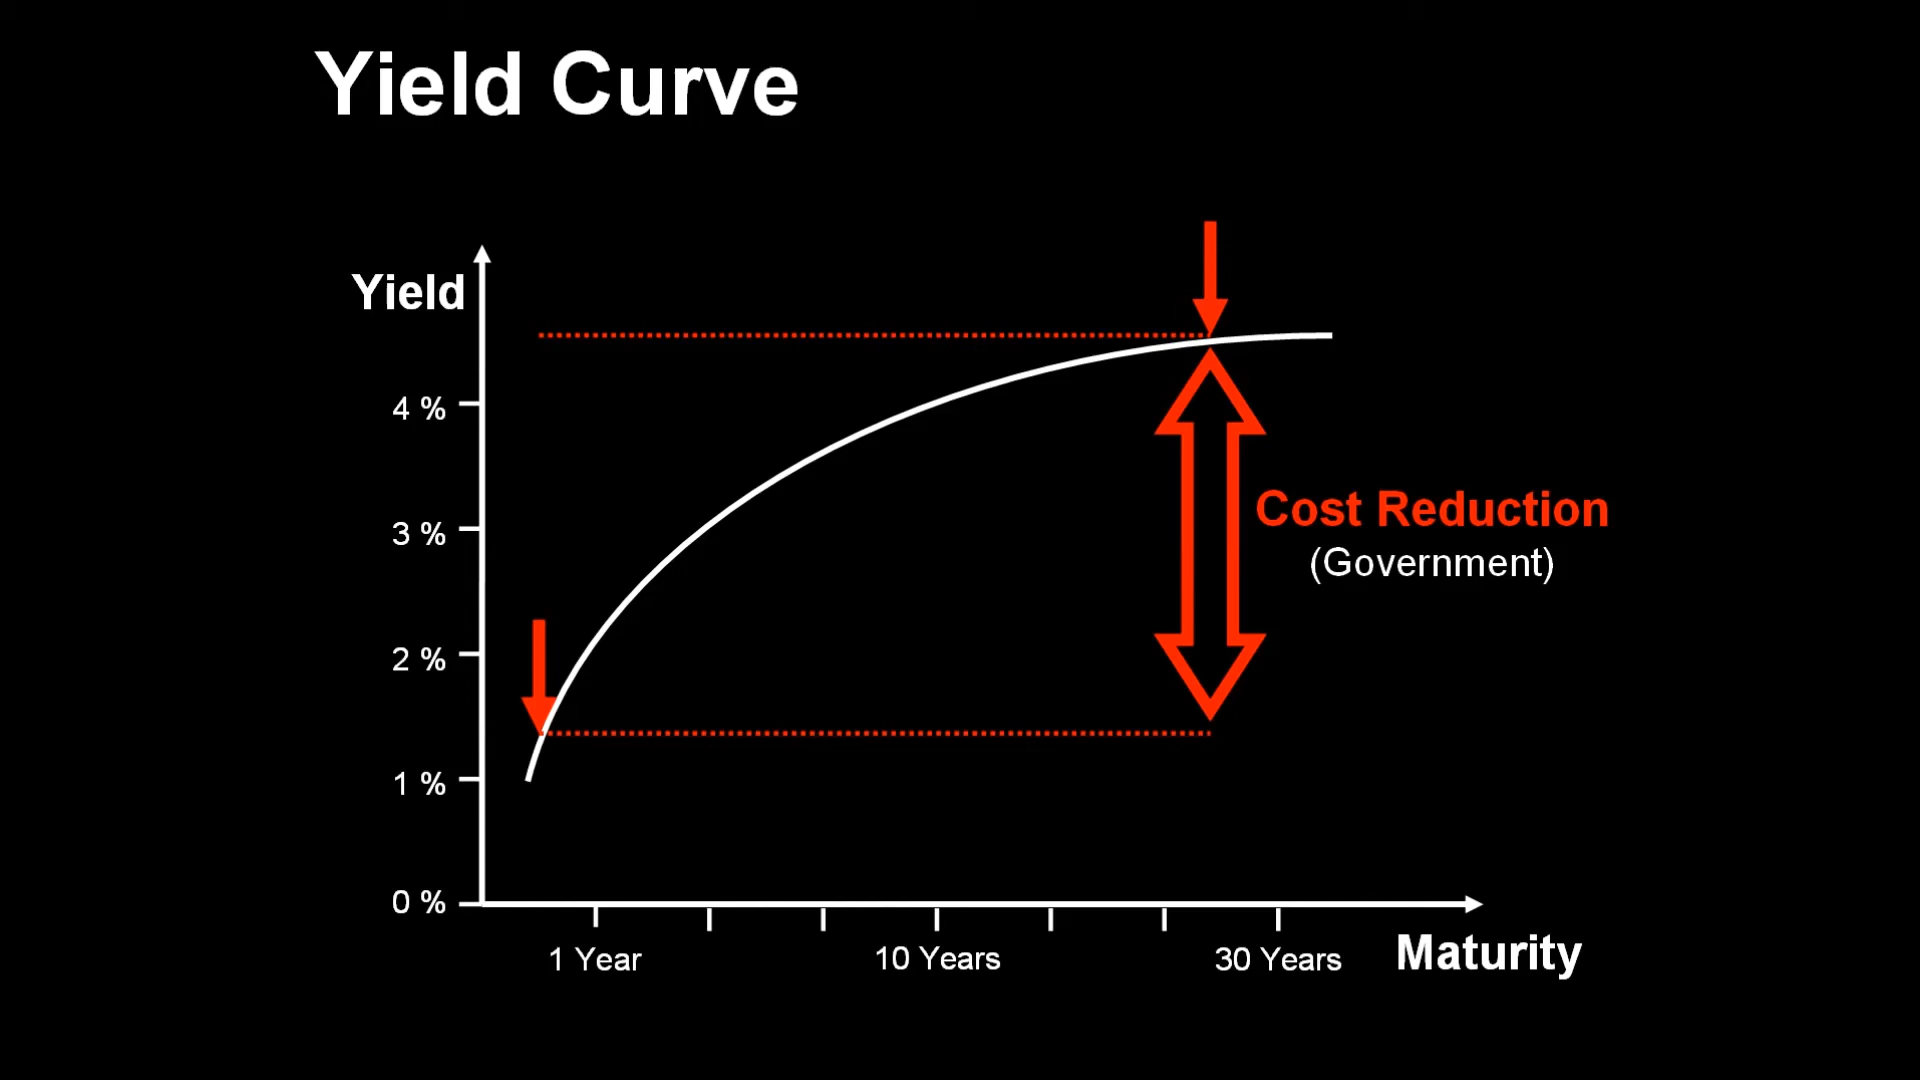 Yield Curve
Yield
4 %
3 %
Cost Reduction
(Government)
2 %
1 %
0 %
1 Year
10 Years
30 Years
Maturity